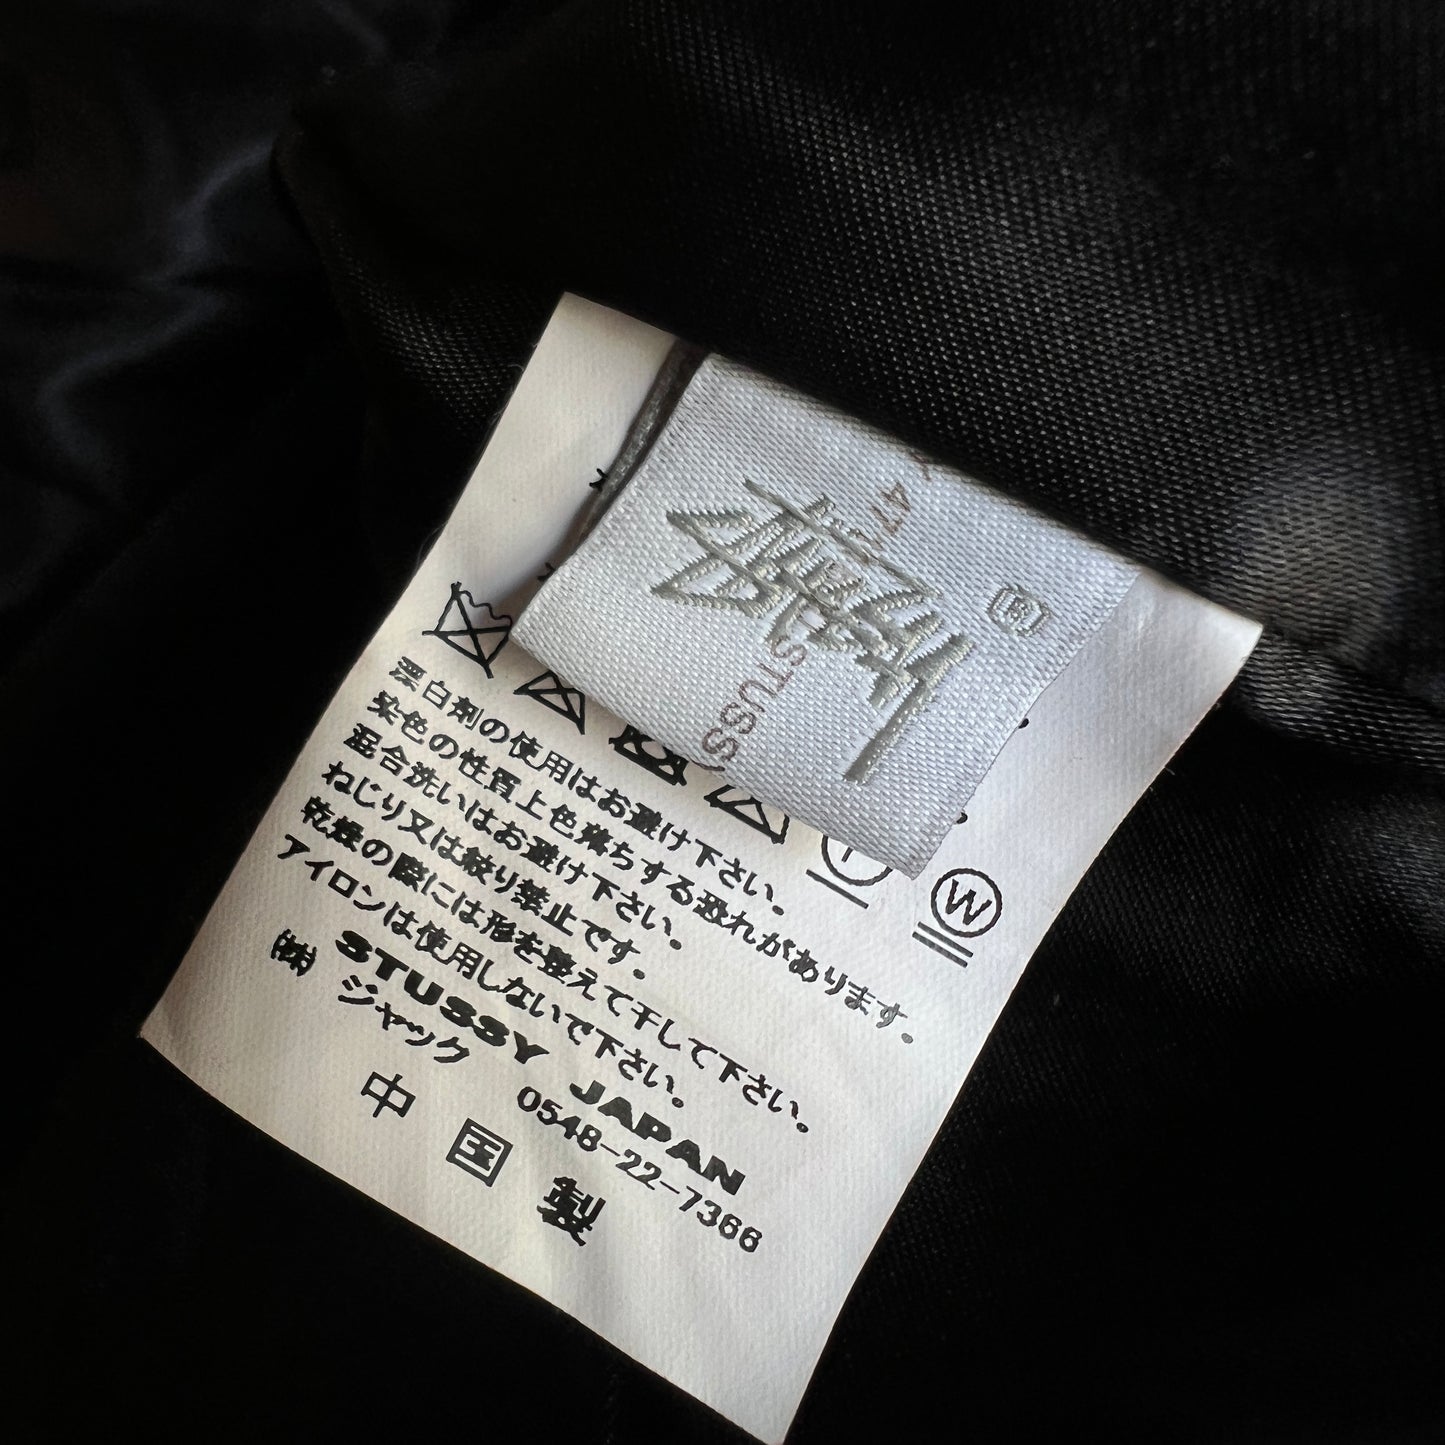 STUSSY
漂白剤の使用はお避け下さい。
染色の性質上色落ちする恐れがあります。
混合洗いはお避け下さい。
ねじり又は絞り禁止です。
乾燥の際には形を整えて干して下さい。
アイロンは使用しないで下さい。
STUSSY JAPAN
㈱ ジャック 0548-22-7366
中国製
W
R
471
STUSSY